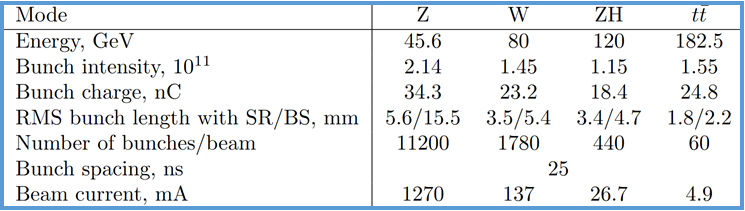 Mode Z W ZH tt̄
Energy, GeV 45.6 80 120 182.5
Bunch intensity, 10¹¹ 2.14 1.45 1.15 1.55
Bunch charge, nC 34.3 23.2 18.4 24.8
RMS bunch length with SR/BS, mm 5.6/15.5 3.5/5.4 3.4/4.7 1.8/2.2
Number of bunches/beam 11200 1780 440 60
Bunch spacing, ns 25
Beam current, mA 1270 137 26.7 4.9